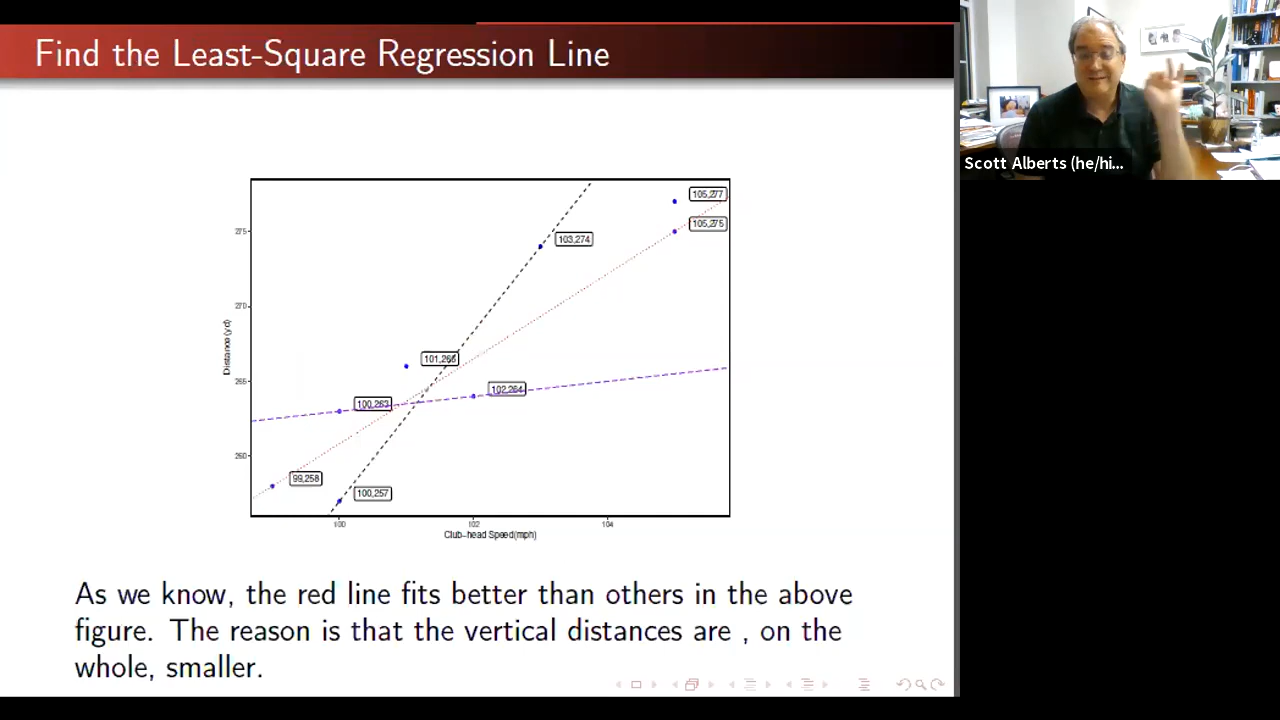 Find the Least-Square Regression Line
Scott Alberts (he/hi...
105,277
275
105,275
103,274
270
Distance(yd)
101,266
265
102,264
100,263
260
99,258
100,257
100
102
104
Club-head Speed(mph)
As we know, the red line fits better than others in the above
figure. The reason is that the vertical distances are , on the
whole, smaller.